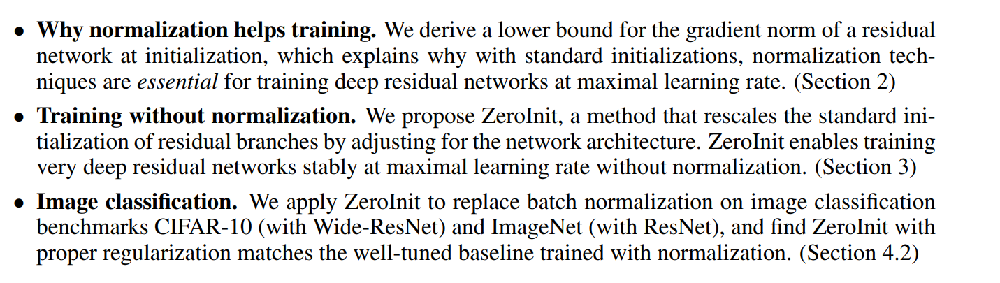 • Why normalization helps training. We derive a lower bound for the gradient norm of a residual
network at initialization, which explains why with standard initializations, normalization tech-
niques are essential for training deep residual networks at maximal learning rate. (Section 2)
• Training without normalization. We propose ZeroInit, a method that rescales the standard ini-
tialization of residual branches by adjusting for the network architecture. ZeroInit enables training
very deep residual networks stably at maximal learning rate without normalization. (Section 3)
• Image classification. We apply ZeroInit to replace batch normalization on image classification
benchmarks CIFAR-10 (with Wide-ResNet) and ImageNet (with ResNet), and find ZeroInit with
proper regularization matches the well-tuned baseline trained with normalization. (Section 4.2)